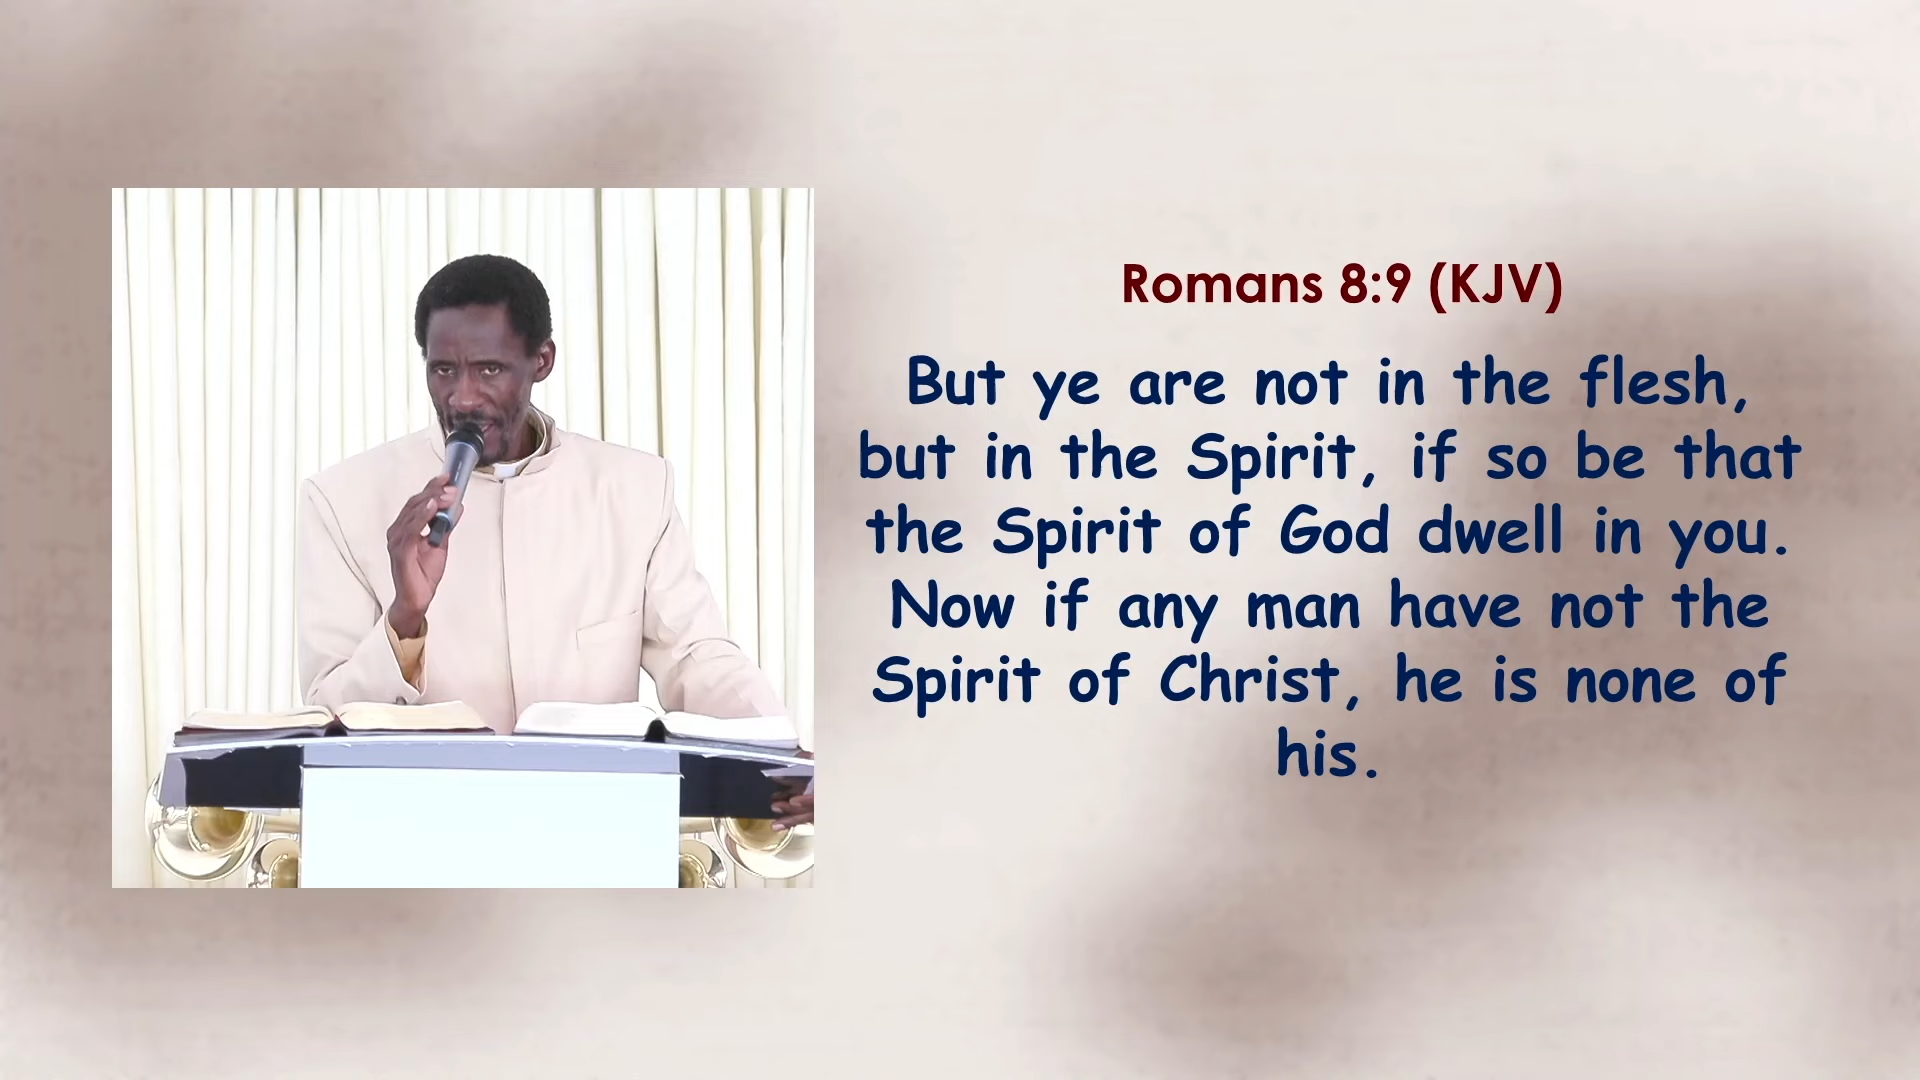 Romans 8:9 (KJV)
But ye are not in the flesh,
but in the Spirit, if so be that
the Spirit of God dwell in you.
Now if any man have not the
Spirit of Christ, he is none of
his.